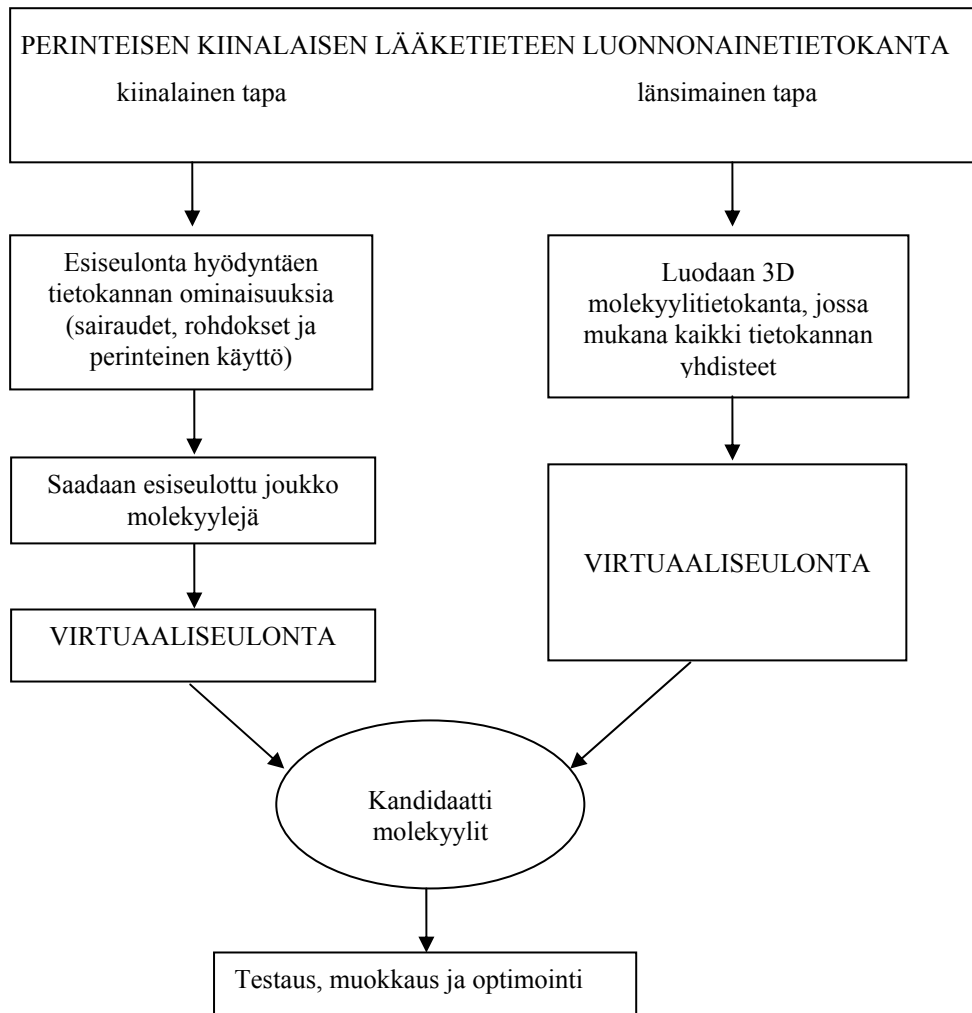 PERINTEISEN KIINALAISEN LÄÄKETIETEEN LUONNONAINETIETOKANTA
kiinalainen tapa
länsimainen tapa
Esiseulonta hyödyntäen
tietokannan ominaisuuksia
(sairaudet, rohdokset ja
perinteinen käyttö)
Luodaan 3D
molekyylitietokanta, jossa
mukana kaikki tietokannan
yhdisteet
Saadaan esiseulottu joukko
molekyylejä
VIRTUAALISEULONTA
VIRTUAALISEULONTA
Kandidaatti
molekyylit
Testaus, muokkaus ja optimointi